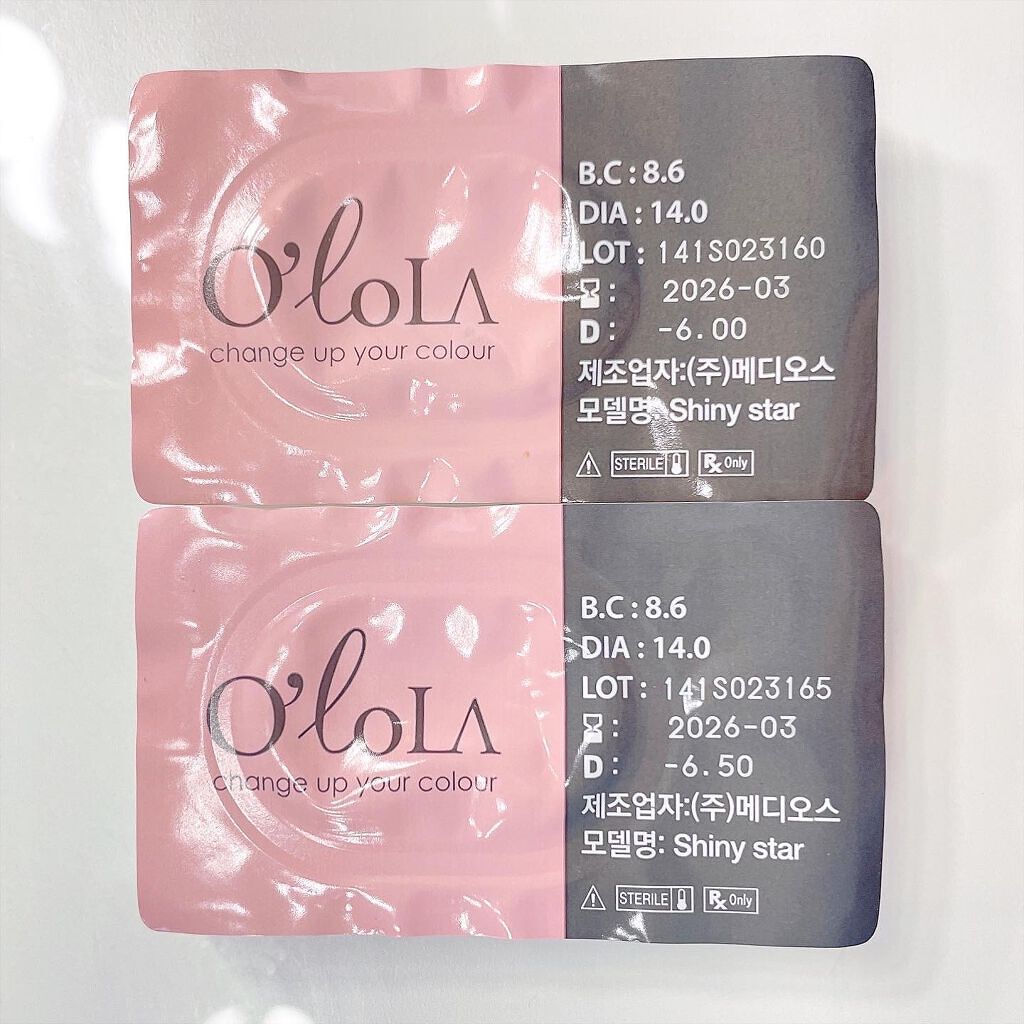 O'loLA
change up your colour
B.C : 8.6
DIA : 14.0
LOT : 141S023160
: 2026-03
D : -6.00
제조업자:(주)메디오스
모델명: Shiny star
STERILE
Rx Only
O'loLA
change up your colour
B.C : 8.6
DIA : 14.0
LOT : 141S023165
: 2026-03
D : -6.50
제조업자:(주)메디오스
모델명: Shiny star
STERILE
Rx Only